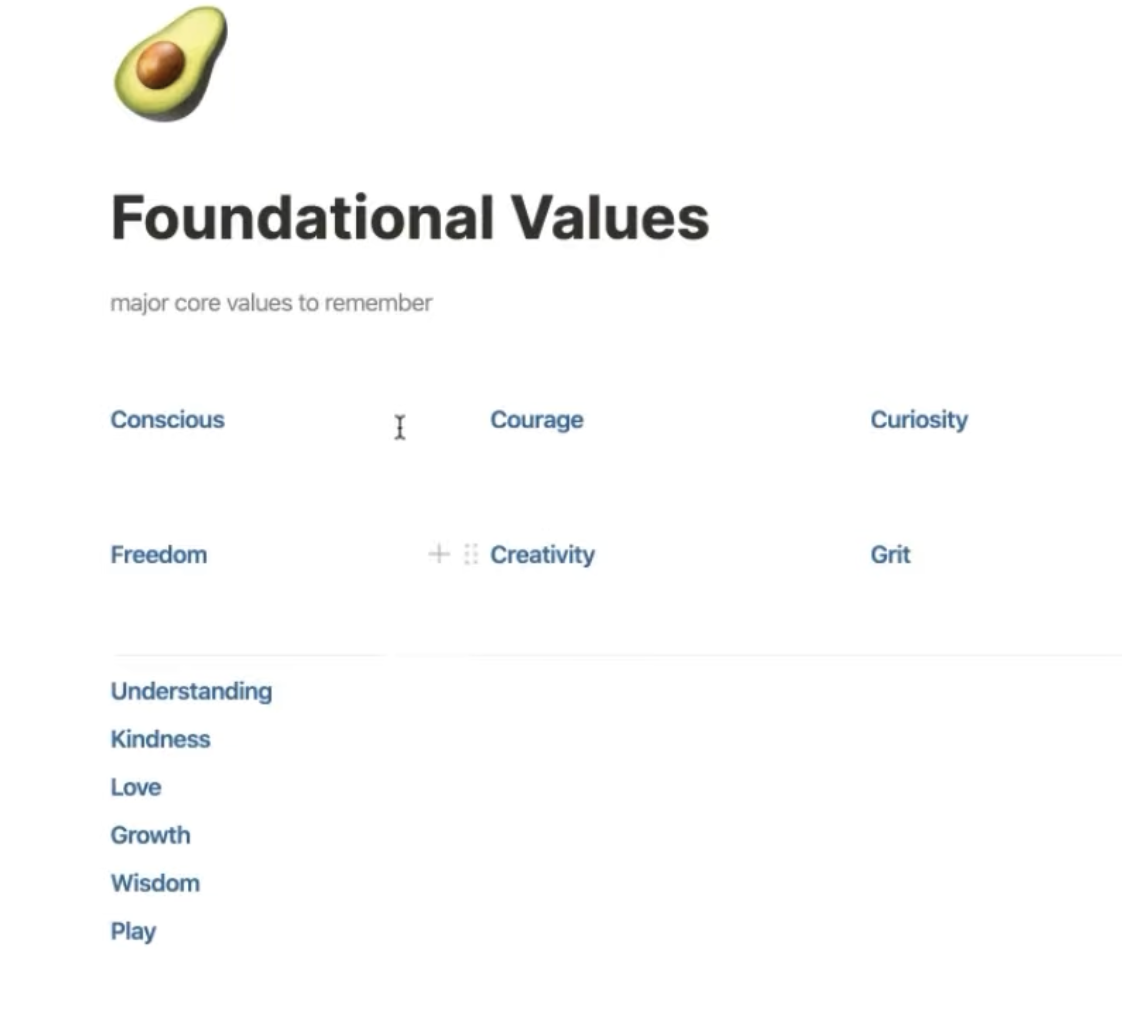 Foundational Values
major core values to remember
Conscious Courage Curiosity
Freedom Creativity Grit
Understanding
Kindness
Love
Growth
Wisdom
Play